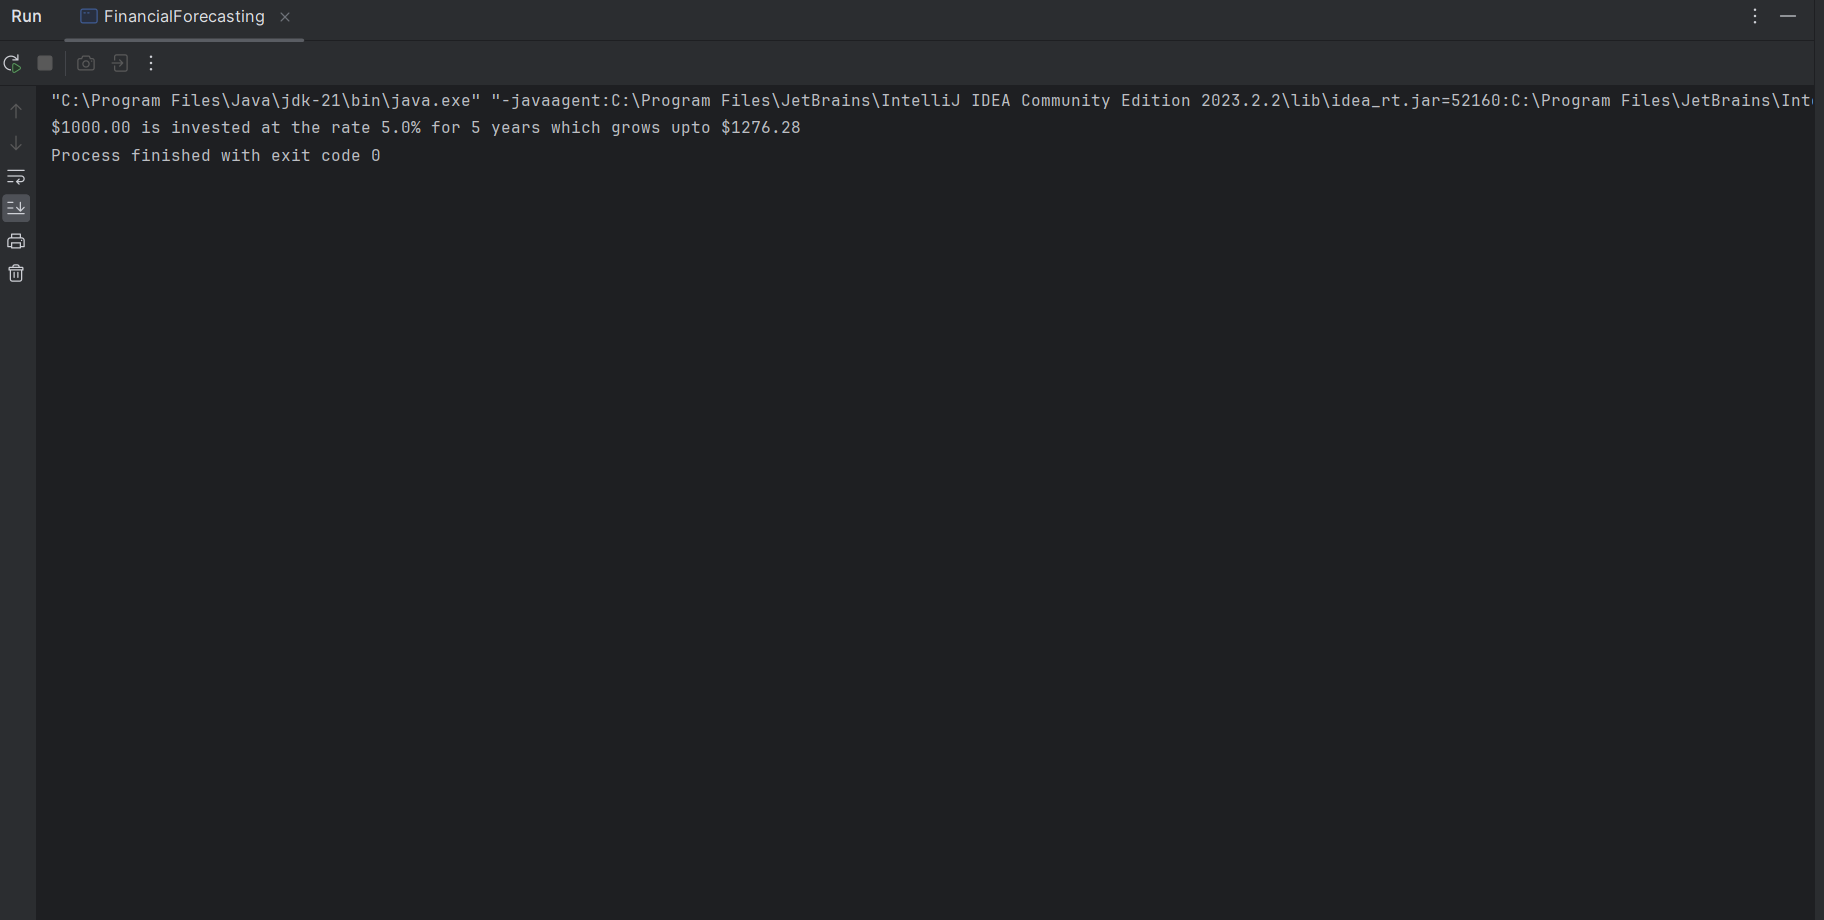 Run FinancialForecasting
"C:\Program Files\Java\jdk-21\bin\java.exe" "-javaagent:C:\Program Files\JetBrains\IntelliJ IDEA Community Edition 2023.2.2\lib\idea_rt.jar=52160:C:\Program Files\JetBrains\Int
$1000.00 is invested at the rate 5.0% for 5 years which grows upto $1276.28
Process finished with exit code 0